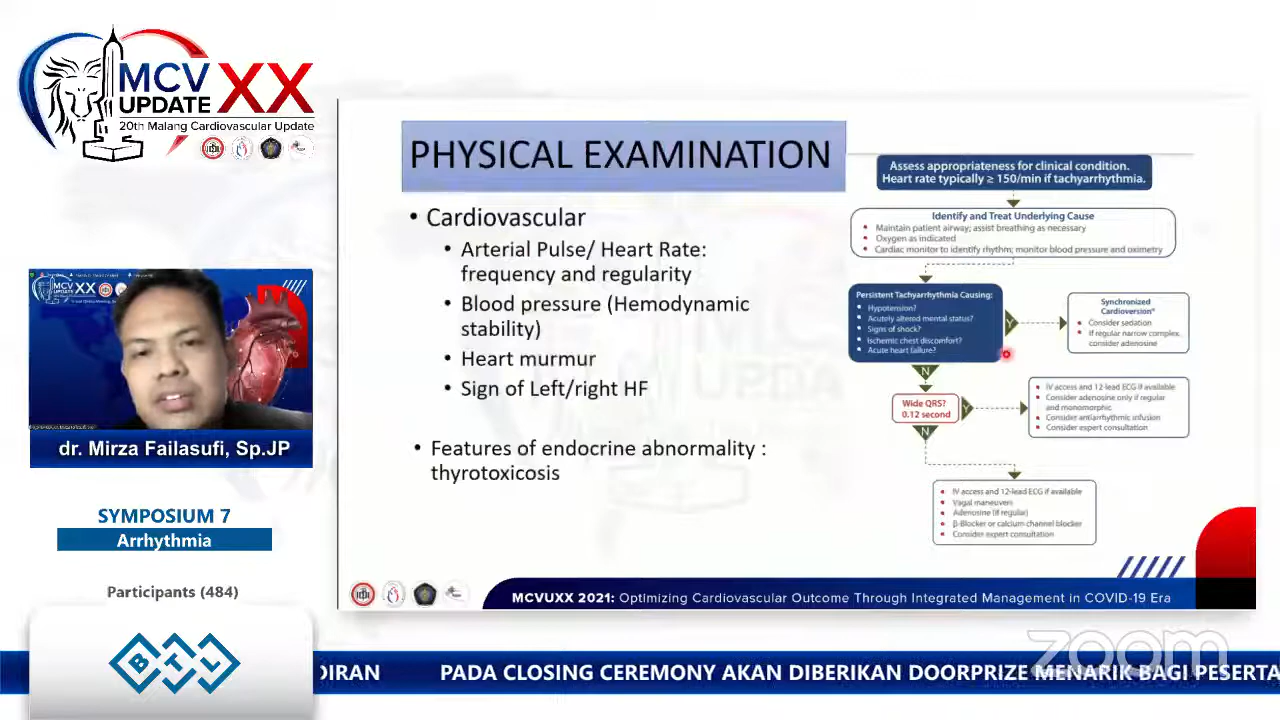 MCV XX
UPDATE
20th Malang Cardiovascular Update
dr. Mirza Failasufi, Sp.JP
SYMPOSIUM 7
Arrhythmia
Participants (484)
BTL
PHYSICAL EXAMINATION
• Cardiovascular
• Arterial Pulse/ Heart Rate:
frequency and regularity
• Blood pressure (Hemodynamic
stability)
• Heart murmur
• Sign of Left/right HF
• Features of endocrine abnormality :
thyrotoxicosis
Assess appropriateness for clinical condition.
Heart rate typically ≥ 150/min if tachyarrhythmia.
Identify and Treat Underlying Cause
• Maintain patient airway; assist breathing as necessary
• Oxygen as indicated
• Cardiac monitor to identify rhythm; monitor blood pressure and oximetry
Persistent Tachyarrhythmia Causing:
• Hypotension?
• Acutely altered mental status?
• Signs of shock?
• Ischemic chest discomfort?
• Acute heart failure?
Y
Synchronized
Cardioversion*
• Consider sedation
• If regular narrow complex,
consider adenosine
N
Wide QRS?
0.12 second
Y
• IV access and 12-lead ECG if available
• Consider adenosine only if regular
and monomorphic
• Consider antiarrhythmic infusion
• Consider expert consultation
N
• IV access and 12-lead ECG if available
• Vagal maneuvers
• Adenosine (if regular)
• β-Blocker or calcium channel blocker
• Consider expert consultation
MCVUXX 2021: Optimizing Cardiovascular Outcome Through Integrated Management in COVID-19 Era
zoom
DIRAN PADA CLOSING CEREMONY AKAN DIBERIKAN DOORPRIZE MENARIK BAGI PESERTA